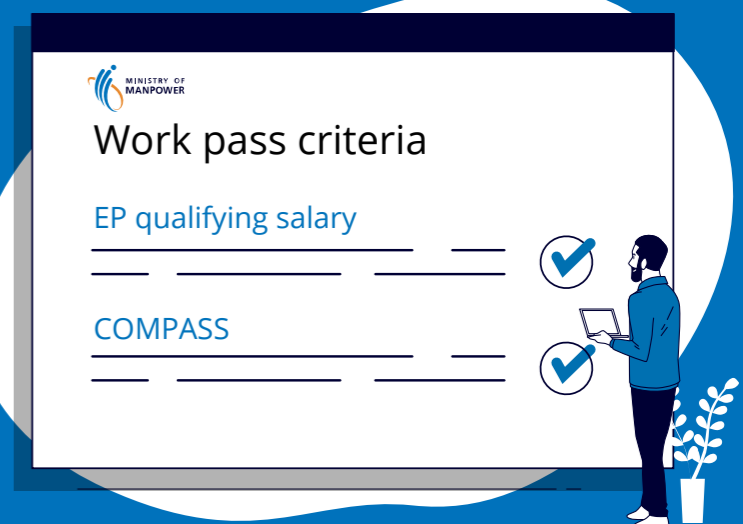 MINISTRY OF
MANPOWER
Work pass criteria
EP qualifying salary
COMPASS